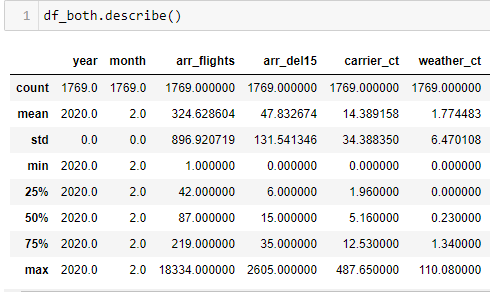 1 df_both.describe()
year month arr_flights arr_del15 carrier_ct weather_ct
count 1769.0 1769.0 1769.000000 1769.000000 1769.000000 1769.000000
mean 2020.0 2.0 324.628604 47.832674 14.389158 1.774483
std 0.0 0.0 896.920719 131.541346 34.388350 6.470108
min 2020.0 2.0 1.000000 0.000000 0.000000 0.000000
25% 2020.0 2.0 42.000000 6.000000 1.960000 0.000000
50% 2020.0 2.0 87.000000 15.000000 5.160000 0.230000
75% 2020.0 2.0 219.000000 35.000000 12.530000 1.340000
max 2020.0 2.0 18334.000000 2605.000000 487.650000 110.080000